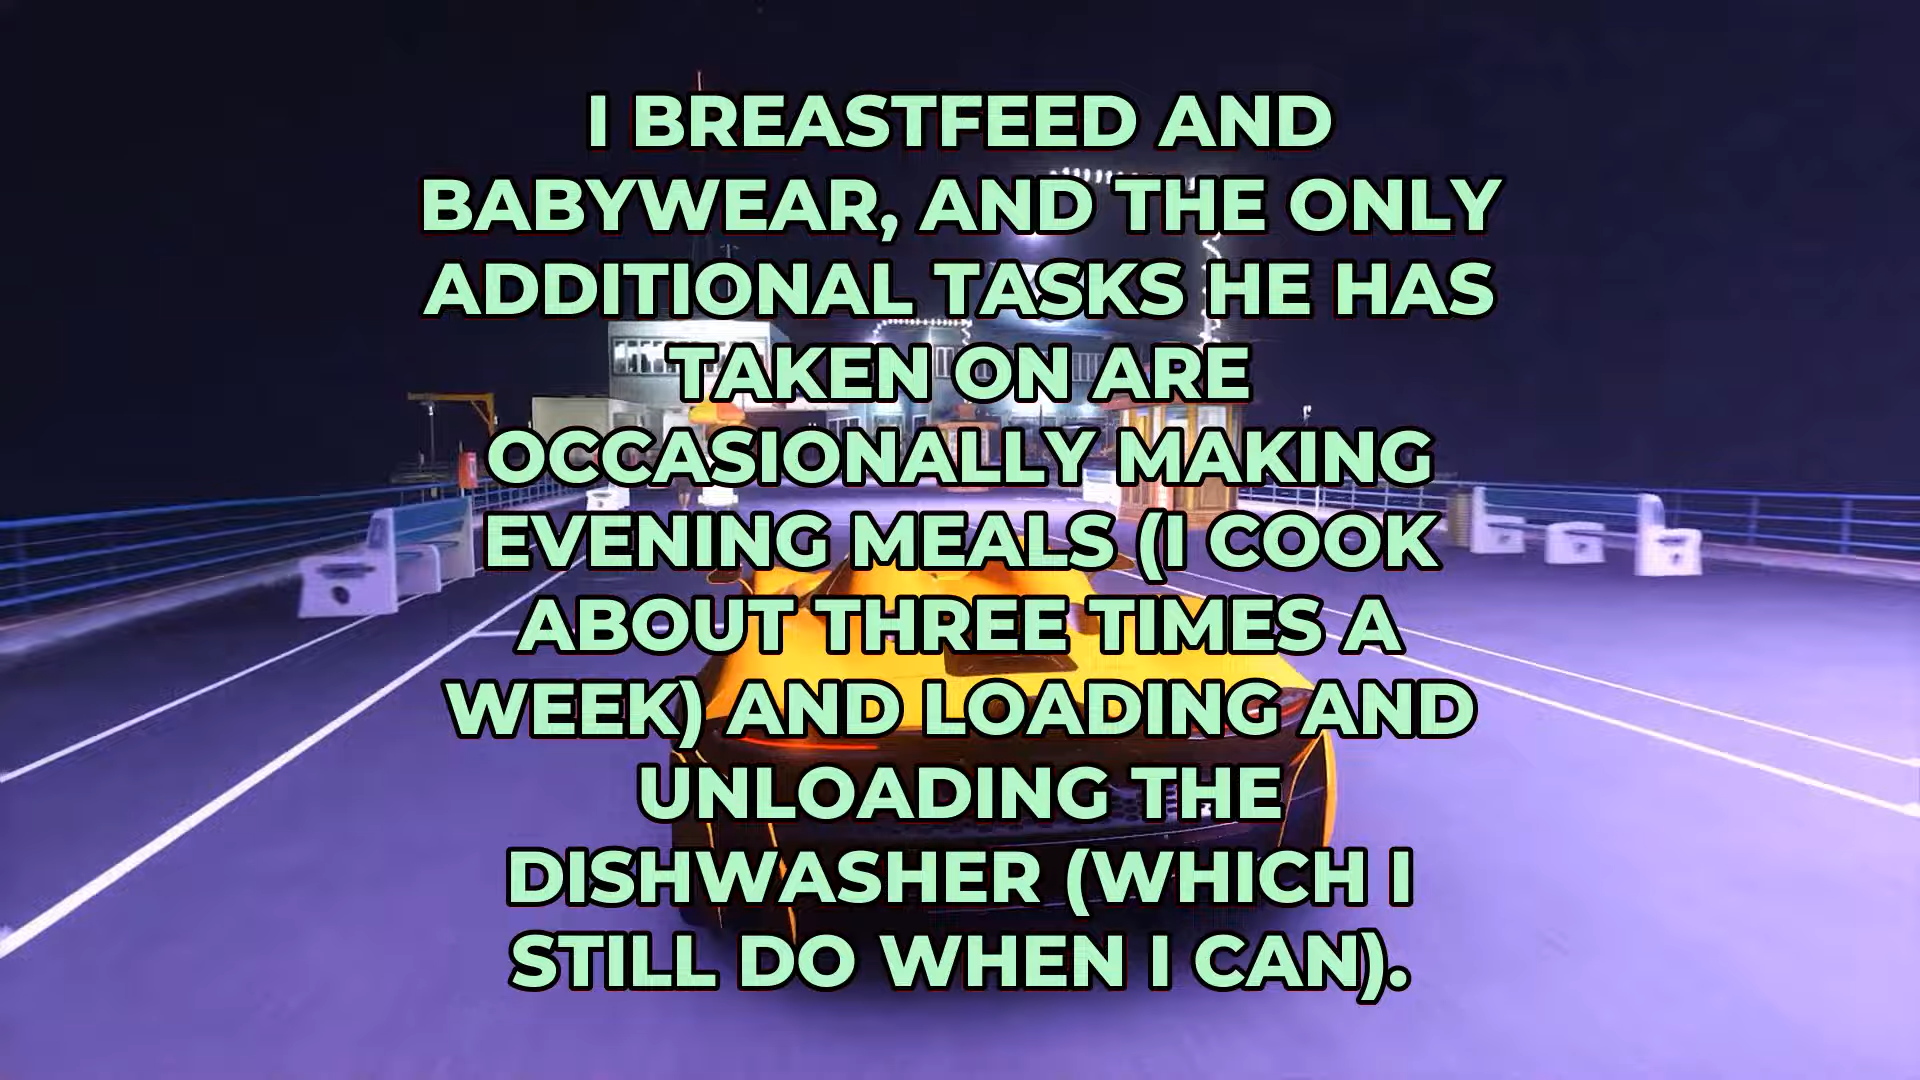 I BREASTFEED AND
BABYWEAR, AND THE ONLY
ADDITIONAL TASKS HE HAS
TAKEN ON ARE
OCCASIONALLY MAKING
EVENING MEALS (I COOK
ABOUT THREE TIMES A
WEEK) AND LOADING AND
UNLOADING THE
DISHWASHER (WHICH I
STILL DO WHEN I CAN).